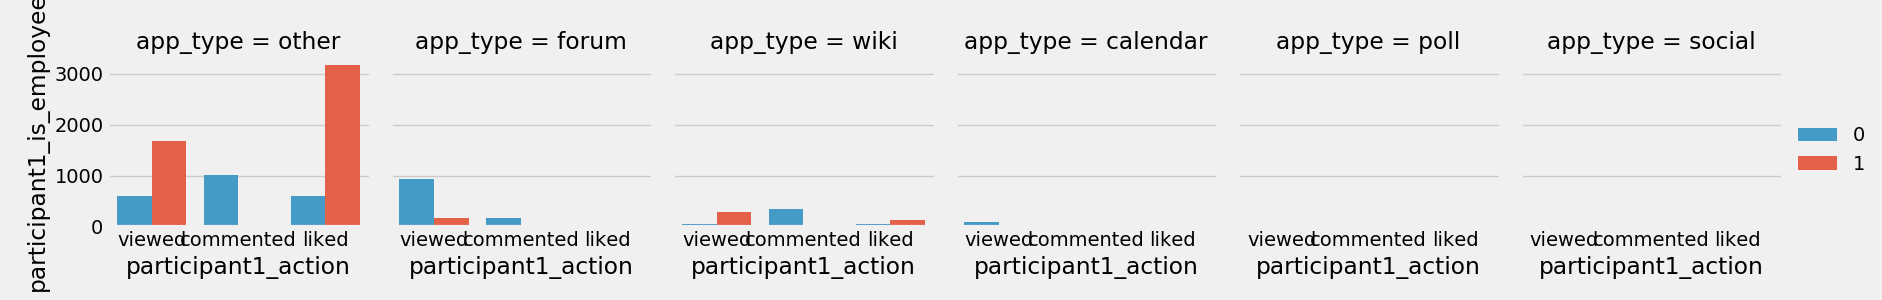 app_type = other
app_type = forum
app_type = wiki
app_type = calendar
app_type = poll
app_type = social
participant1_is_employee
3000
2000
1000
0
viewed commented liked
viewed commented liked
viewed commented liked
viewed commented liked
viewed commented liked
viewed commented liked
participant1_action
participant1_action
participant1_action
participant1_action
participant1_action
participant1_action
0
1